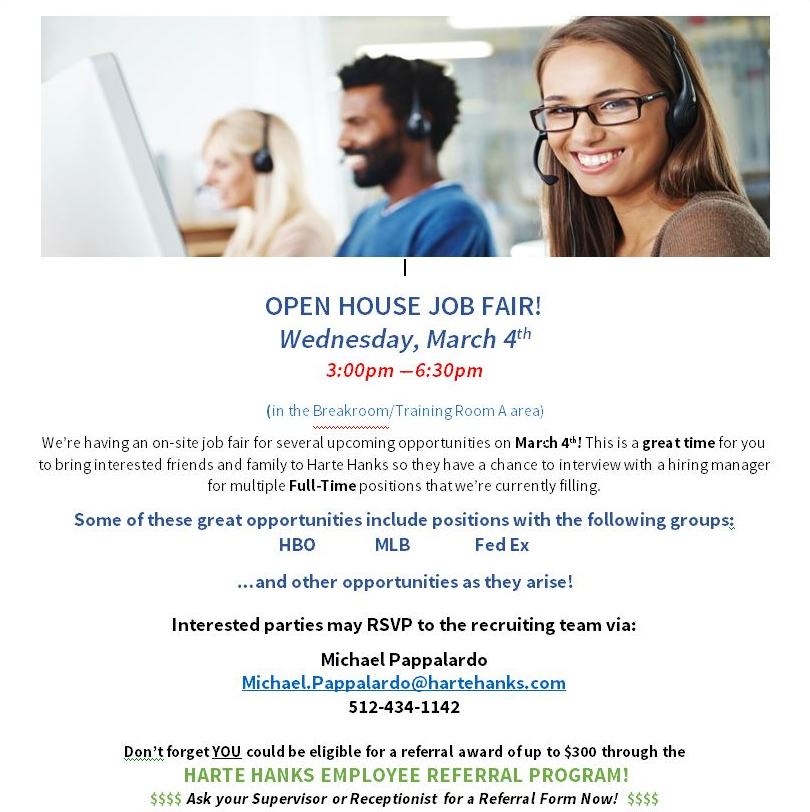 OPEN HOUSE JOB FAIR!
Wednesday, March 4th
3:00pm –6:30pm
(in the Breakroom/Training Room A area)
We're having an on-site job fair for several upcoming opportunities on March 4th! This is a great time for you
to bring interested friends and family to Harte Hanks so they have a chance to interview with a hiring manager
for multiple Full-Time positions that we're currently filling.
Some of these great opportunities include positions with the following groups:
HBO MLB Fed Ex
...and other opportunities as they arise!
Interested parties may RSVP to the recruiting team via:
Michael Pappalardo
Michael.Pappalardo@hartehanks.com
512-434-1142
Don't forget YOU could be eligible for a referral award of up to $300 through the
HARTE HANKS EMPLOYEE REFERRAL PROGRAM!
$$$$ Ask your Supervisor or Receptionist for a Referral Form Now! $$$$